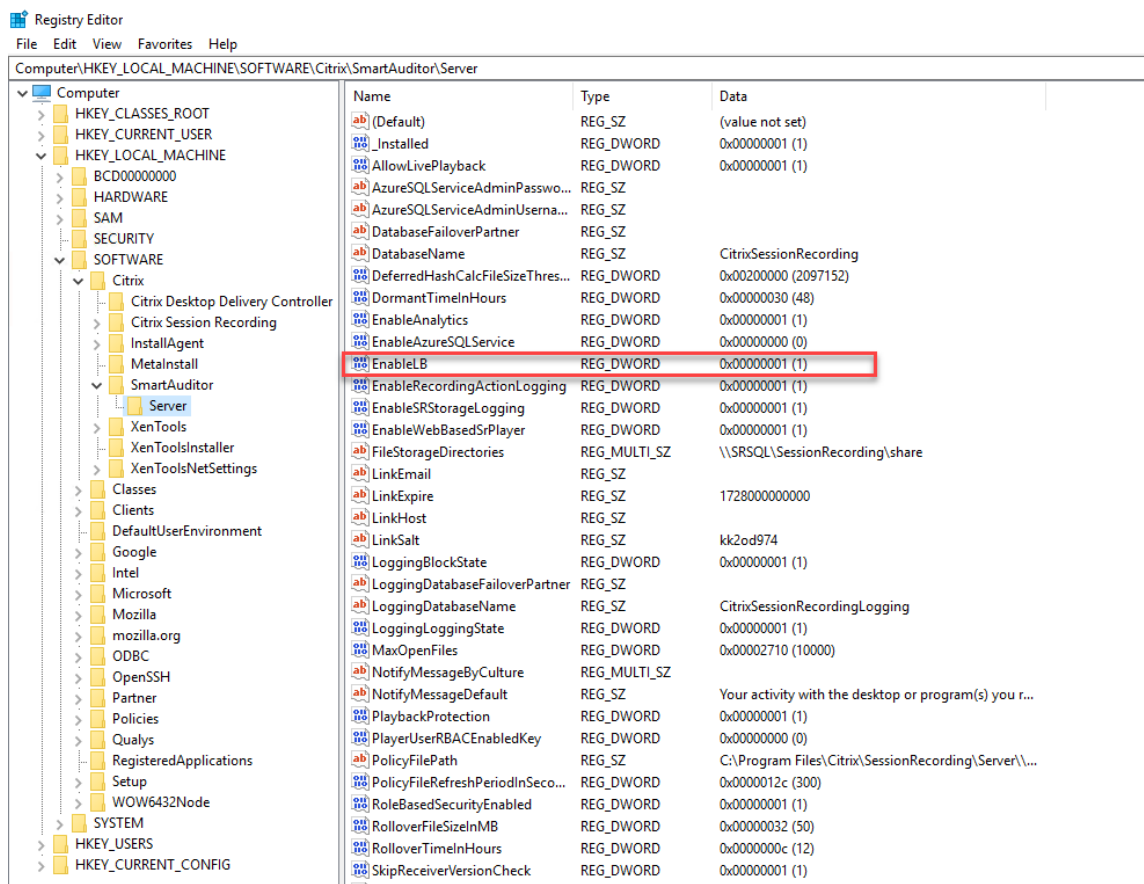 Registry Editor
File Edit View Favorites Help
Computer\HKEY_LOCAL_MACHINE\SOFTWARE\Citrix\SmartAuditor\Server
Computer
HKEY_CLASSES_ROOT
HKEY_CURRENT_USER
HKEY_LOCAL_MACHINE
BCD00000000
HARDWARE
SAM
SECURITY
SOFTWARE
Citrix
Citrix Desktop Delivery Controller
Citrix Session Recording
InstallAgent
MetaInstall
SmartAuditor
Server
XenTools
XenToolsInstaller
XenToolsNetSettings
Classes
Clients
DefaultUserEnvironment
Google
Intel
Microsoft
Mozilla
mozilla.org
ODBC
OpenSSH
Partner
Policies
Qualys
RegisteredApplications
Setup
WOW6432Node
SYSTEM
HKEY_USERS
HKEY_CURRENT_CONFIG
Name Type Data
(Default) REG_SZ (value not set)
_Installed REG_DWORD 0x00000001 (1)
AllowLivePlayback REG_DWORD 0x00000001 (1)
AzureSQLServiceAdminPasswo... REG_SZ
AzureSQLServiceAdminUserna... REG_SZ
DatabaseFailoverPartner REG_SZ
DatabaseName REG_SZ CitrixSessionRecording
DeferredHashCalcFileSizeThres... REG_DWORD 0x00200000 (2097152)
DormantTimeInHours REG_DWORD 0x00000030 (48)
EnableAnalytics REG_DWORD 0x00000001 (1)
EnableAzureSQLService REG_DWORD 0x00000000 (0)
EnableLB REG_DWORD 0x00000001 (1)
EnableRecordingActionLogging REG_DWORD 0x00000001 (1)
EnableSRStorageLogging REG_DWORD 0x00000001 (1)
EnableWebBasedSrPlayer REG_DWORD 0x00000001 (1)
FileStorageDirectories REG_MULTI_SZ \\SRSQL\SessionRecording\share
LinkEmail REG_SZ
LinkExpire REG_SZ 1728000000000
LinkHost REG_SZ
LinkSalt REG_SZ kk2od974
LoggingBlockState REG_DWORD 0x00000001 (1)
LoggingDatabaseFailoverPartner REG_SZ
LoggingDatabaseName REG_SZ CitrixSessionRecordingLogging
LoggingLoggingState REG_DWORD 0x00000001 (1)
MaxOpenFiles REG_DWORD 0x00002710 (10000)
NotifyMessageByCulture REG_MULTI_SZ
NotifyMessageDefault REG_SZ Your activity with the desktop or program(s) you r...
PlaybackProtection REG_DWORD 0x00000001 (1)
PlayerUserRBACEnabledKey REG_DWORD 0x00000000 (0)
PolicyFilePath REG_SZ C:\Program Files\Citrix\SessionRecording\Server\\...
PolicyFileRefreshPeriodInSeco... REG_DWORD 0x0000012c (300)
RoleBasedSecurityEnabled REG_DWORD 0x00000001 (1)
RolloverFileSizeInMB REG_DWORD 0x00000032 (50)
RolloverTimeInHours REG_DWORD 0x0000000c (12)
SkipReceiverVersionCheck REG_DWORD 0x00000001 (1)